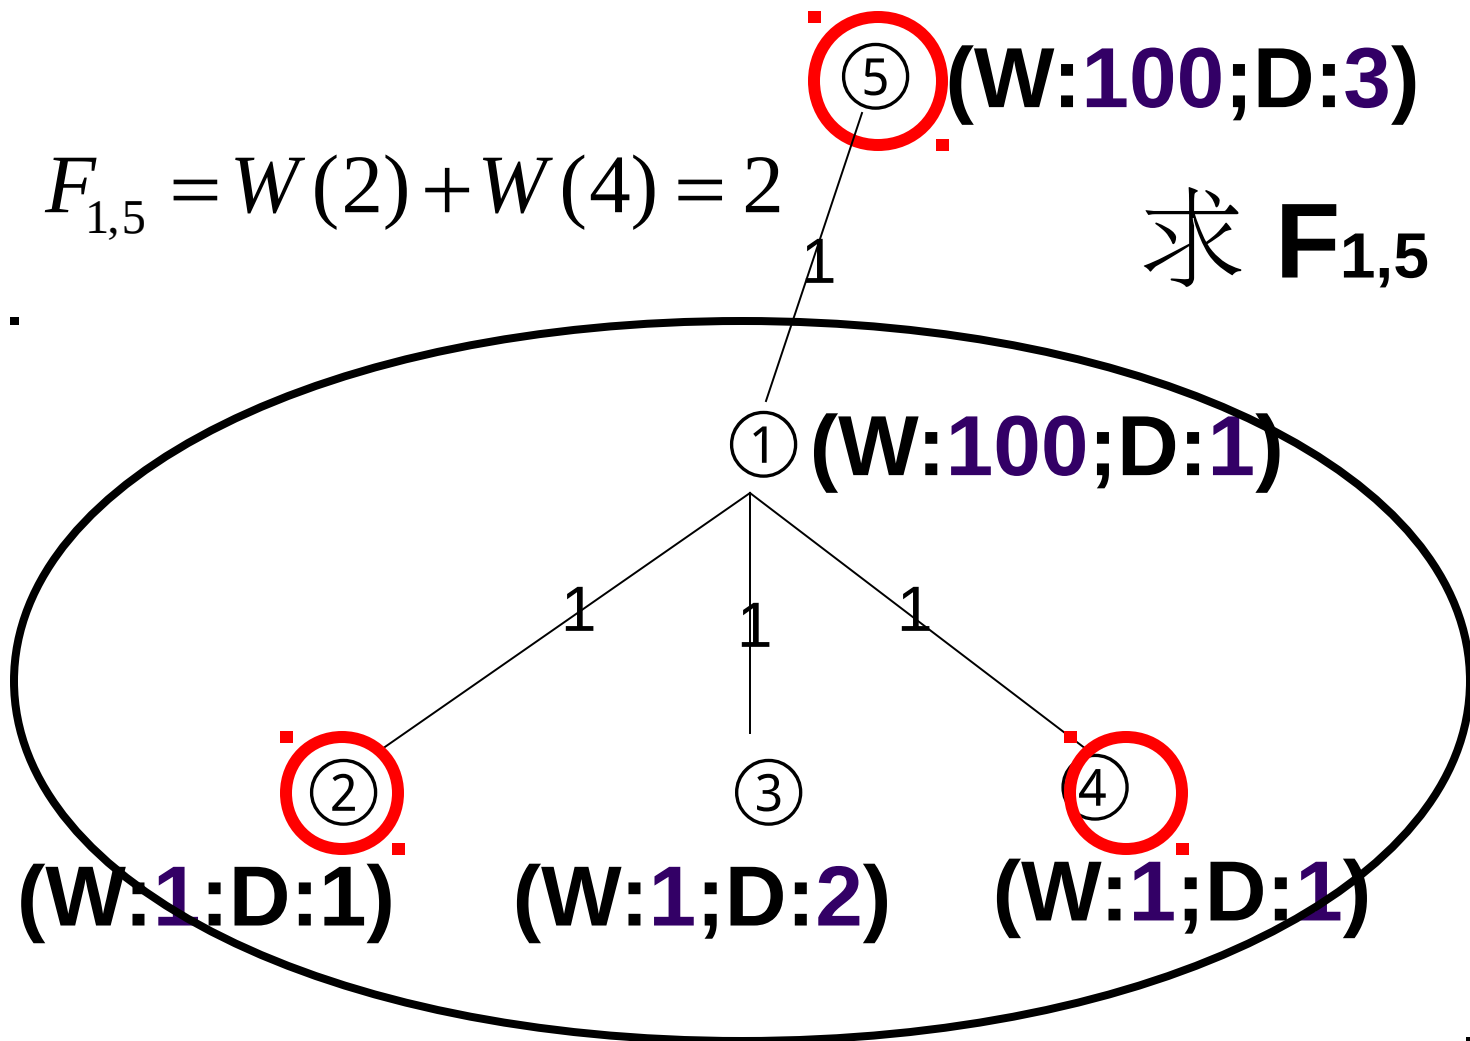 ⑤ (W:100;D:3)
F1,5 = W(2)+W(4) = 2
求 F1,5
1
① (W:100;D:1)
1 1 1
② ③ ④
(W:1:D:1) (W:1;D:2) (W:1;D:1)